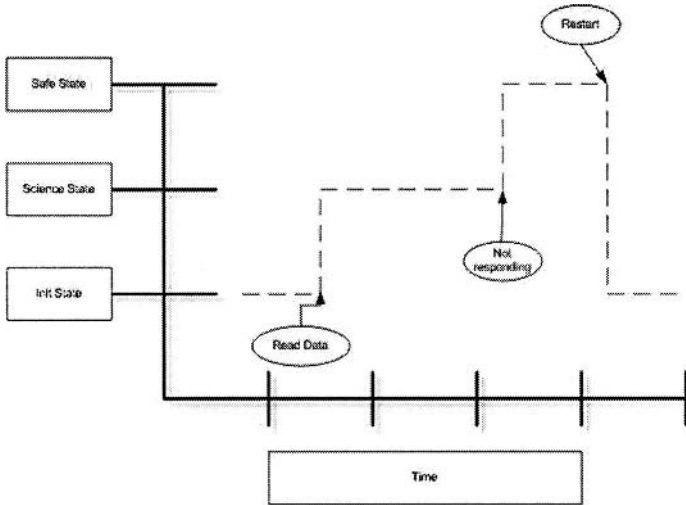 Restart
Safe State
Science State
Not
responding
Init State
Read Data
Time